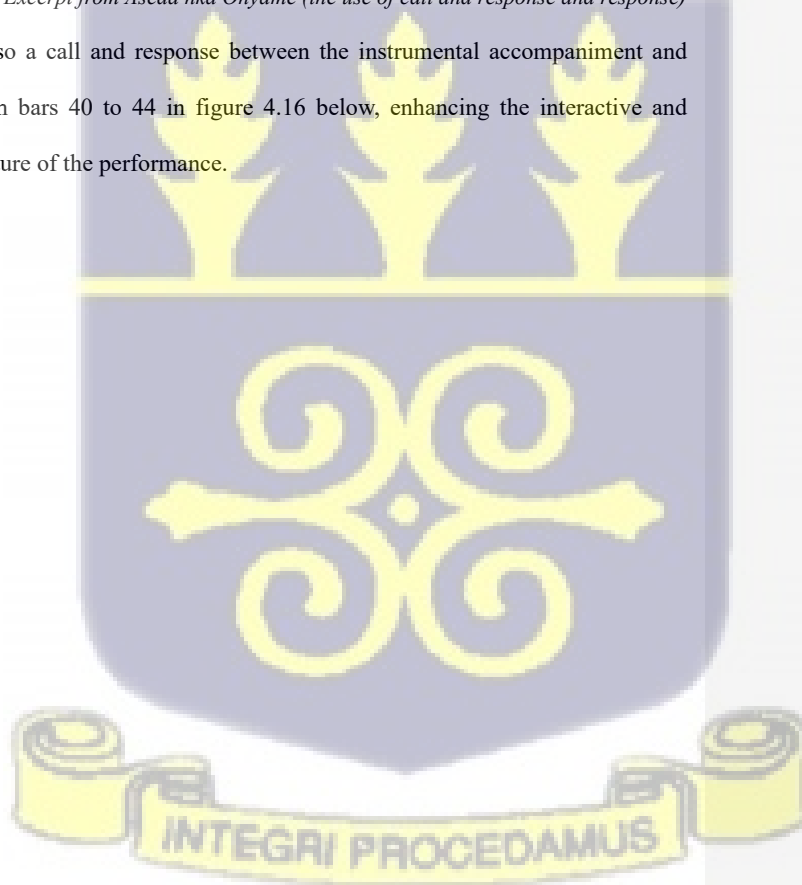 Excerpt from Aseda nka Onyame (the use of call and response and response)
so a call and response between the instrumental accompaniment and
bars 40 to 44 in figure 4.16 below, enhancing the interactive and
ure of the performance.
INTEGRI PROCEDAMUS